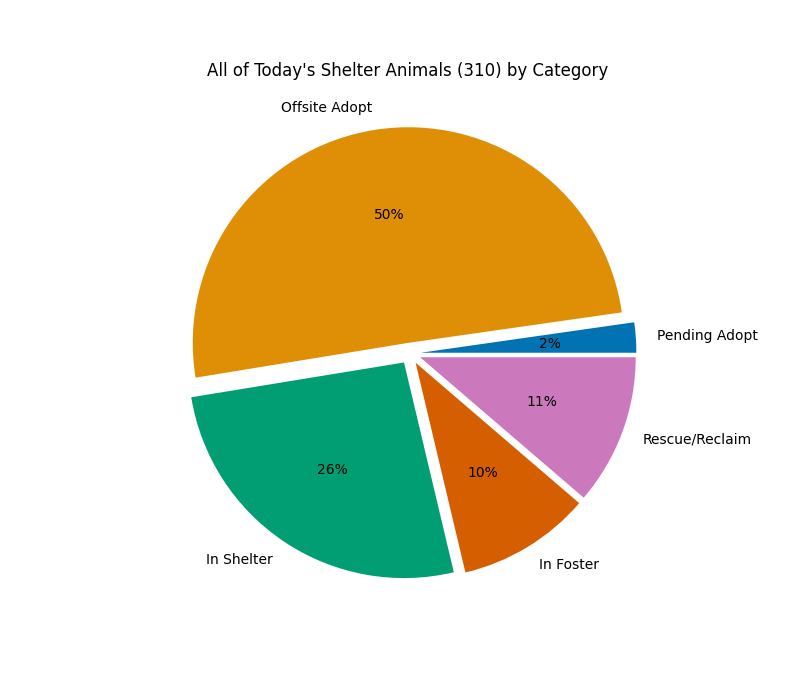 All of Today's Shelter Animals (310) by Category
Offsite Adopt
50%
Pending Adopt
2%
11%
Rescue/Reclaim
26%
10%
In Shelter
In Foster